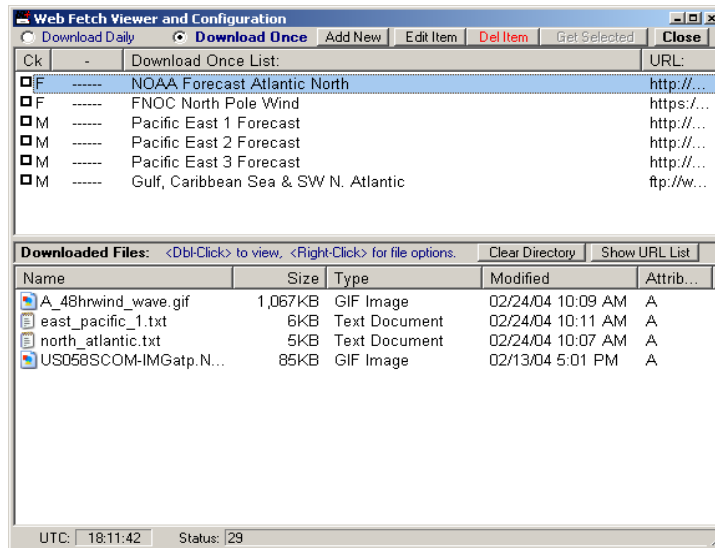 Web Fetch Viewer and Configuration
Download Daily Download Once Add New Edit Item Del Item Get Selected Close
Ck - Download Once List: URL:
F ------ NOAA Forecast Atlantic North http://...
F ------ FNOC North Pole Wind https:/...
M ------ Pacific East 1 Forecast http://...
M ------ Pacific East 2 Forecast http://...
M ------ Pacific East 3 Forecast http://...
M ------ Gulf, Caribbean Sea & SW N. Atlantic ftp://w...
Downloaded Files: <Dbl-Click> to view, <Right-Click> for file options. Clear Directory Show URL List
Name Size Type Modified Attrib...
A_48hrwind_wave.gif 1,067KB GIF Image 02/24/04 10:09 AM A
east_pacific_1.txt 6KB Text Document 02/24/04 10:11 AM A
north_atlantic.txt 5KB Text Document 02/24/04 10:07 AM A
US058SCOM-IMGatp.N... 85KB GIF Image 02/13/04 5:01 PM A
UTC: 18:11:42 Status: 29